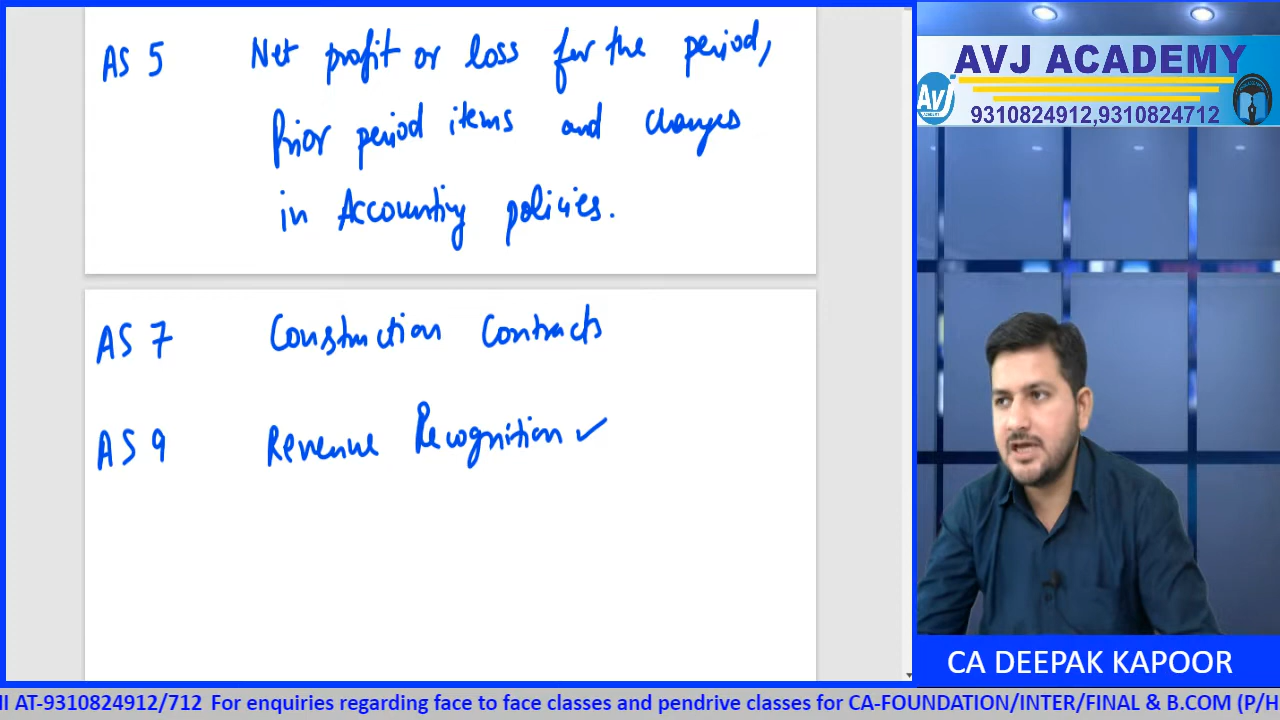 AS 5 Net profit or loss for the period,
Prior period items and changes
in Accounting policies.
AS 7 Construction Contracts
AS 9 Revenue Recognition ✓
AVJ ACADEMY
AVJ
9310824912,9310824712
CA DEEPAK KAPOOR
AT-9310824912/712 For enquiries regarding face to face classes and pendrive classes for CA-FOUNDATION/INTER/FINAL & B.COM (P/H